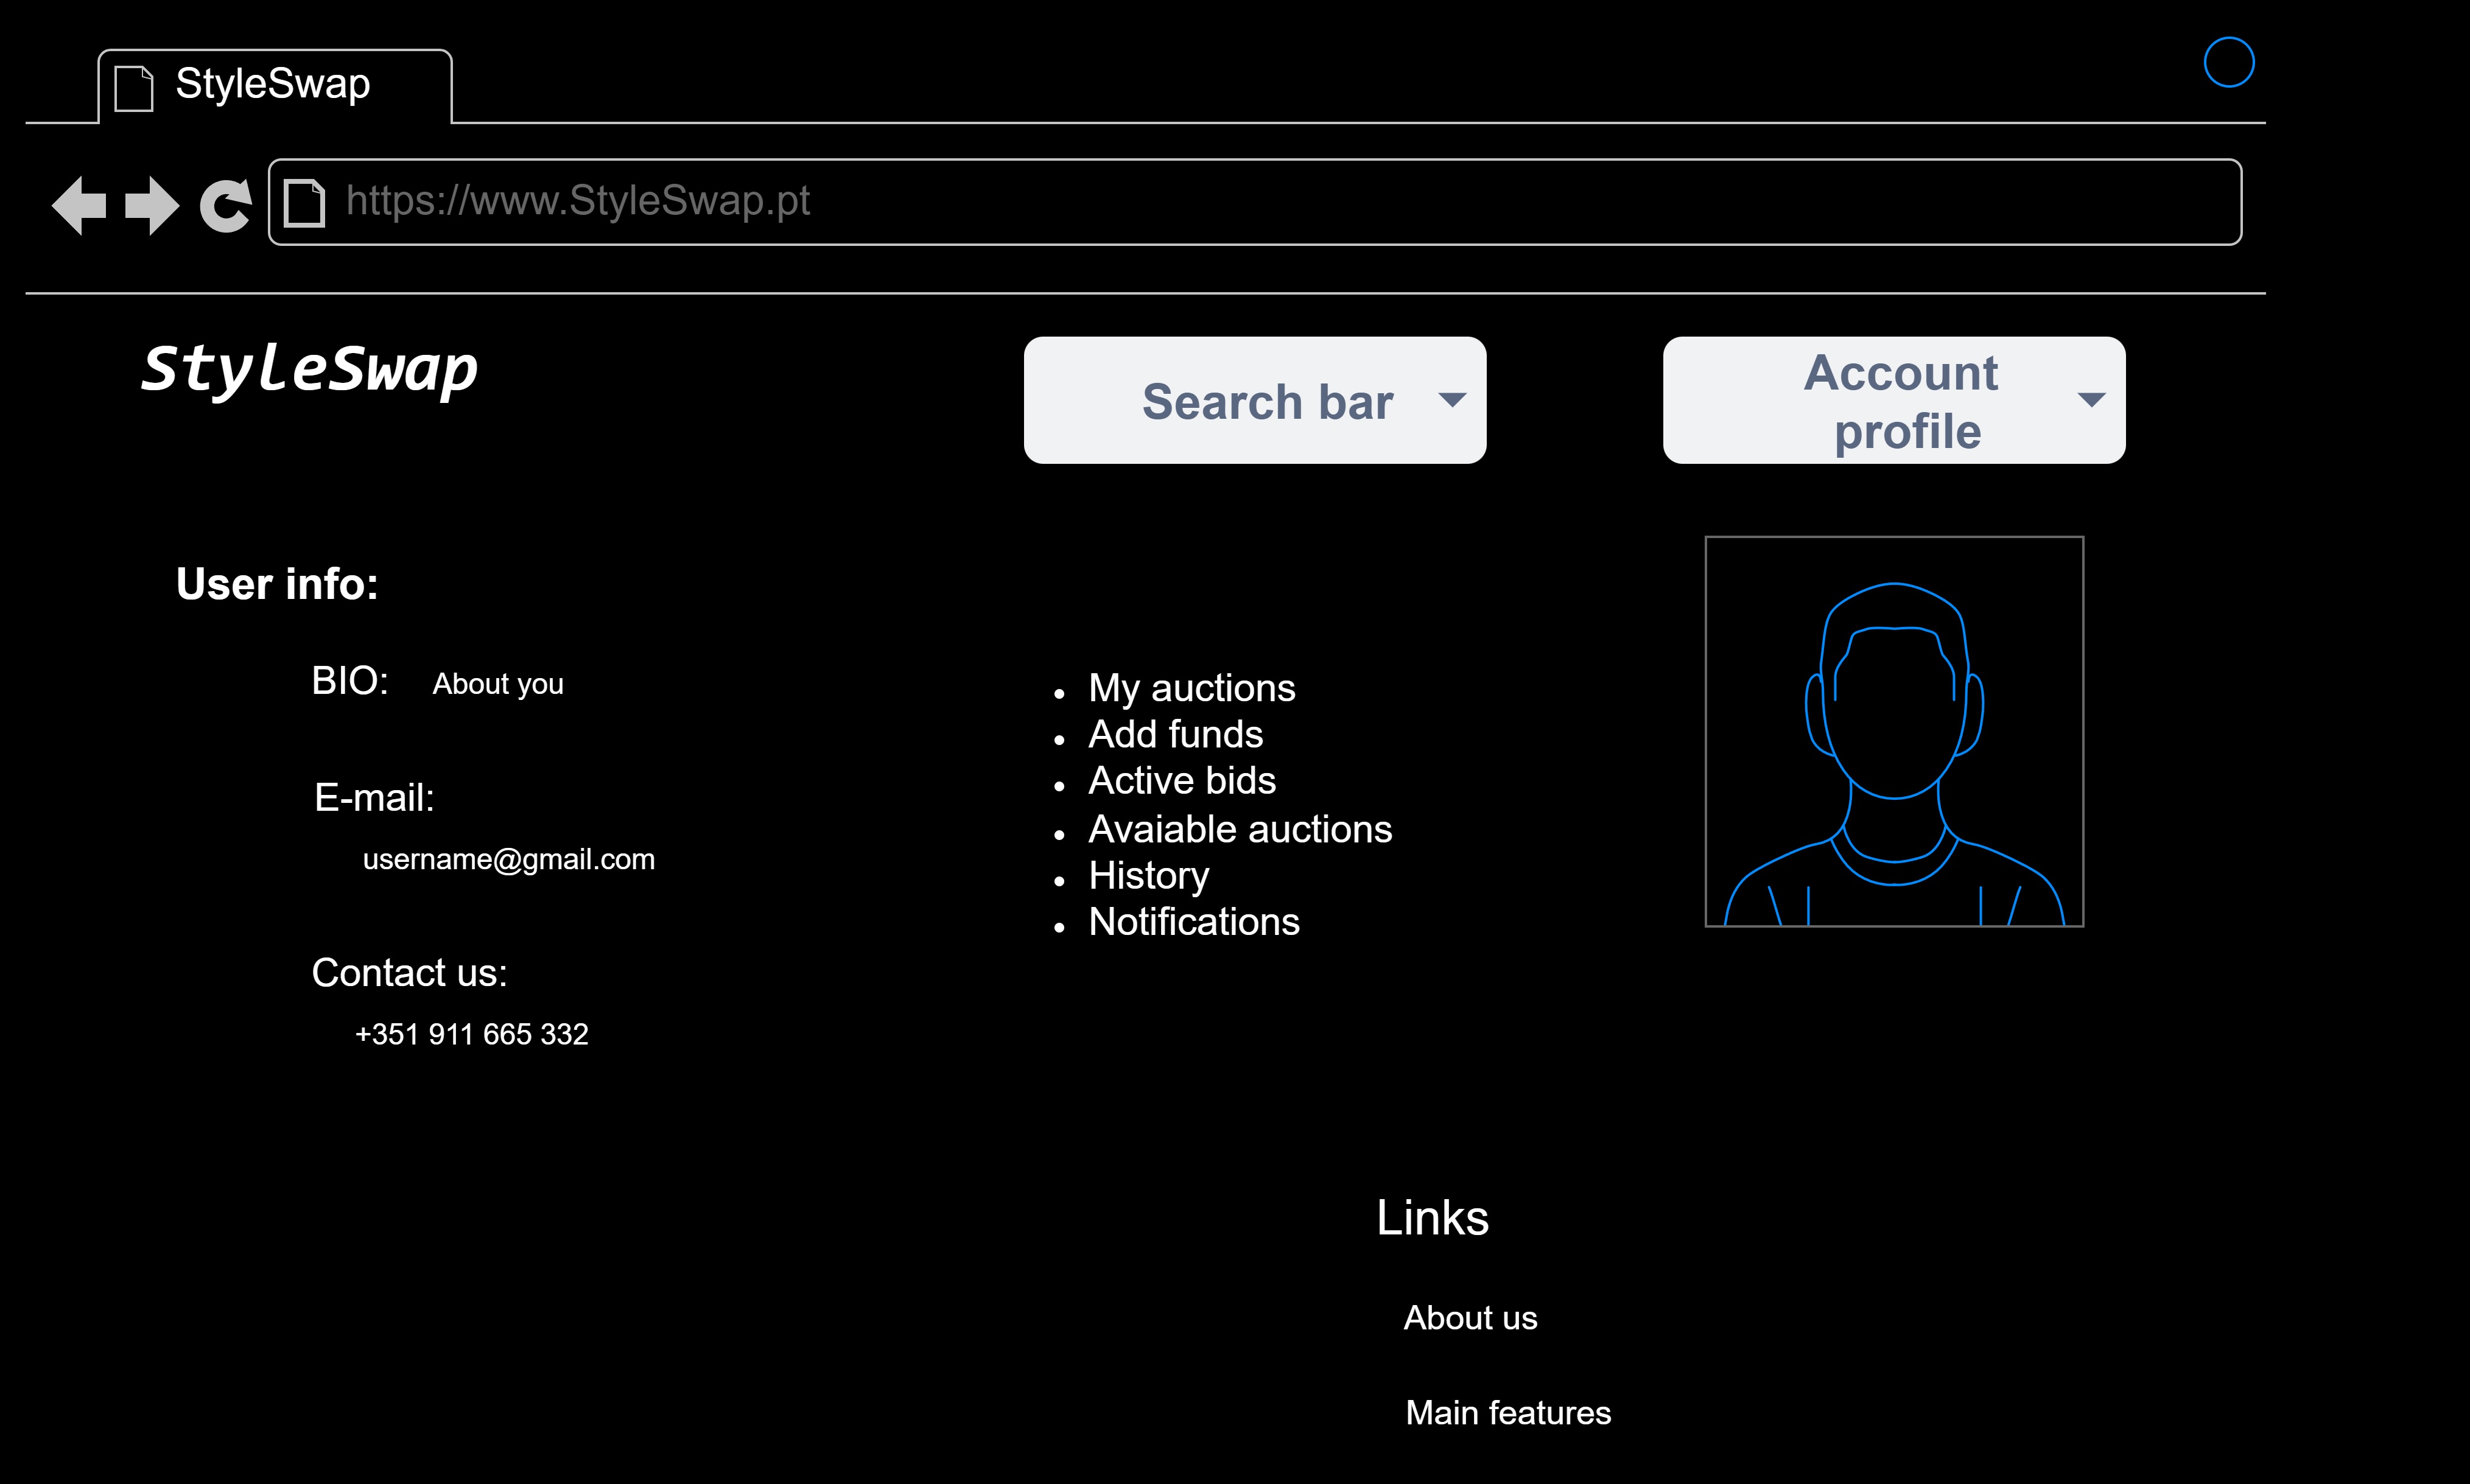 StyleSwap
https://www.StyleSwap.pt
StyleSwap
Search bar
Account
profile
User info:
BIO: About you
E-mail:
username@gmail.com
Contact us:
+351 911 665 332
• My auctions
• Add funds
• Active bids
• Avaiable auctions
• History
• Notifications
Links
About us
Main features